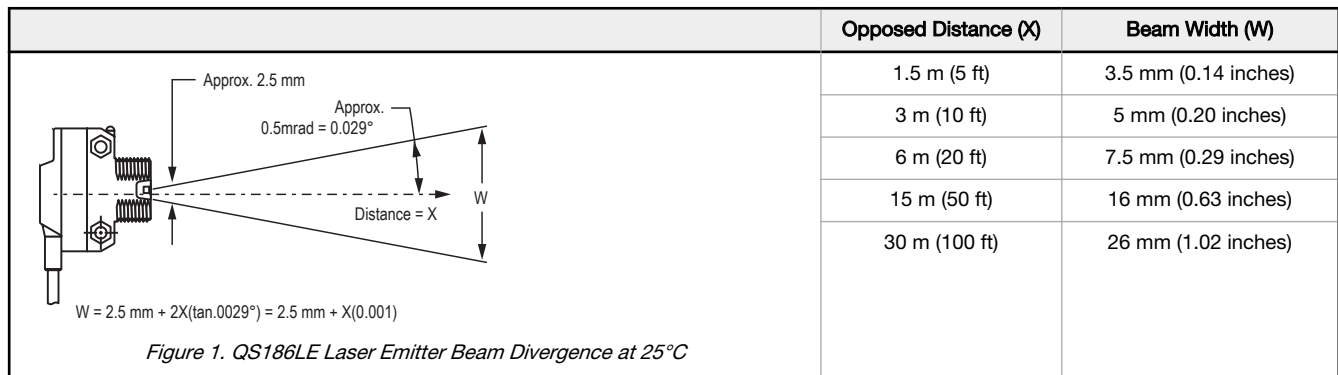 Opposed Distance (X) Beam Width (W)
Approx. 2.5 mm
Approx.
0.5mrad = 0.029°
W
Distance = X
W = 2.5 mm + 2X(tan.0029°) = 2.5 mm + X(0.001)
Figure 1. QS186LE Laser Emitter Beam Divergence at 25°C
1.5 m (5 ft) 3.5 mm (0.14 inches)
3 m (10 ft) 5 mm (0.20 inches)
6 m (20 ft) 7.5 mm (0.29 inches)
15 m (50 ft) 16 mm (0.63 inches)
30 m (100 ft) 26 mm (1.02 inches)